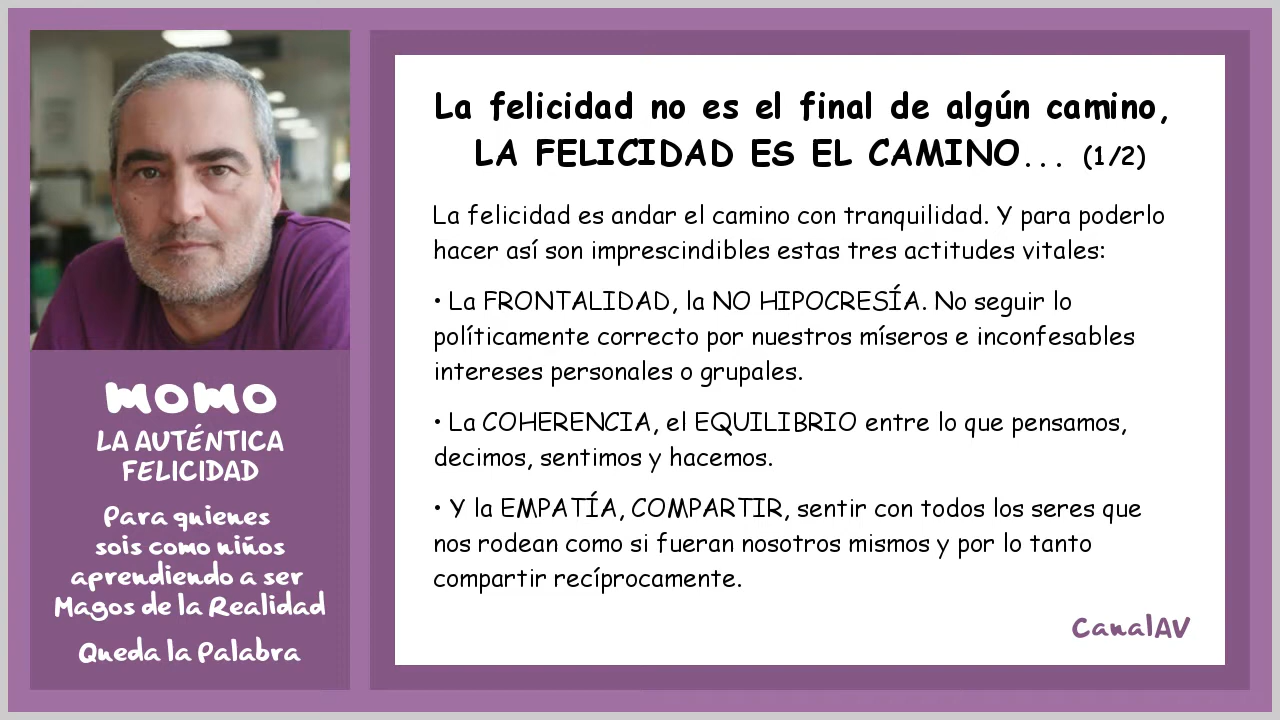 MOMO
LA AUTÉNTICA
FELICIDAD
Para quienes
sois como niños
aprendiendo a ser
Magos de la Realidad
Queda la Palabra
La felicidad no es el final de algún camino,
LA FELICIDAD ES EL CAMINO... (1/2)
La felicidad es andar el camino con tranquilidad. Y para poderlo
hacer así son imprescindibles estas tres actitudes vitales:
• La FRONTALIDAD, la NO HIPOCRESÍA. No seguir lo
políticamente correcto por nuestros míseros e inconfesables
intereses personales o grupales.
• La COHERENCIA, el EQUILIBRIO entre lo que pensamos,
decimos, sentimos y hacemos.
• Y la EMPATÍA, COMPARTIR, sentir con todos los seres que
nos rodean como si fueran nosotros mismos y por lo tanto
compartir recíprocamente.
CanalAV